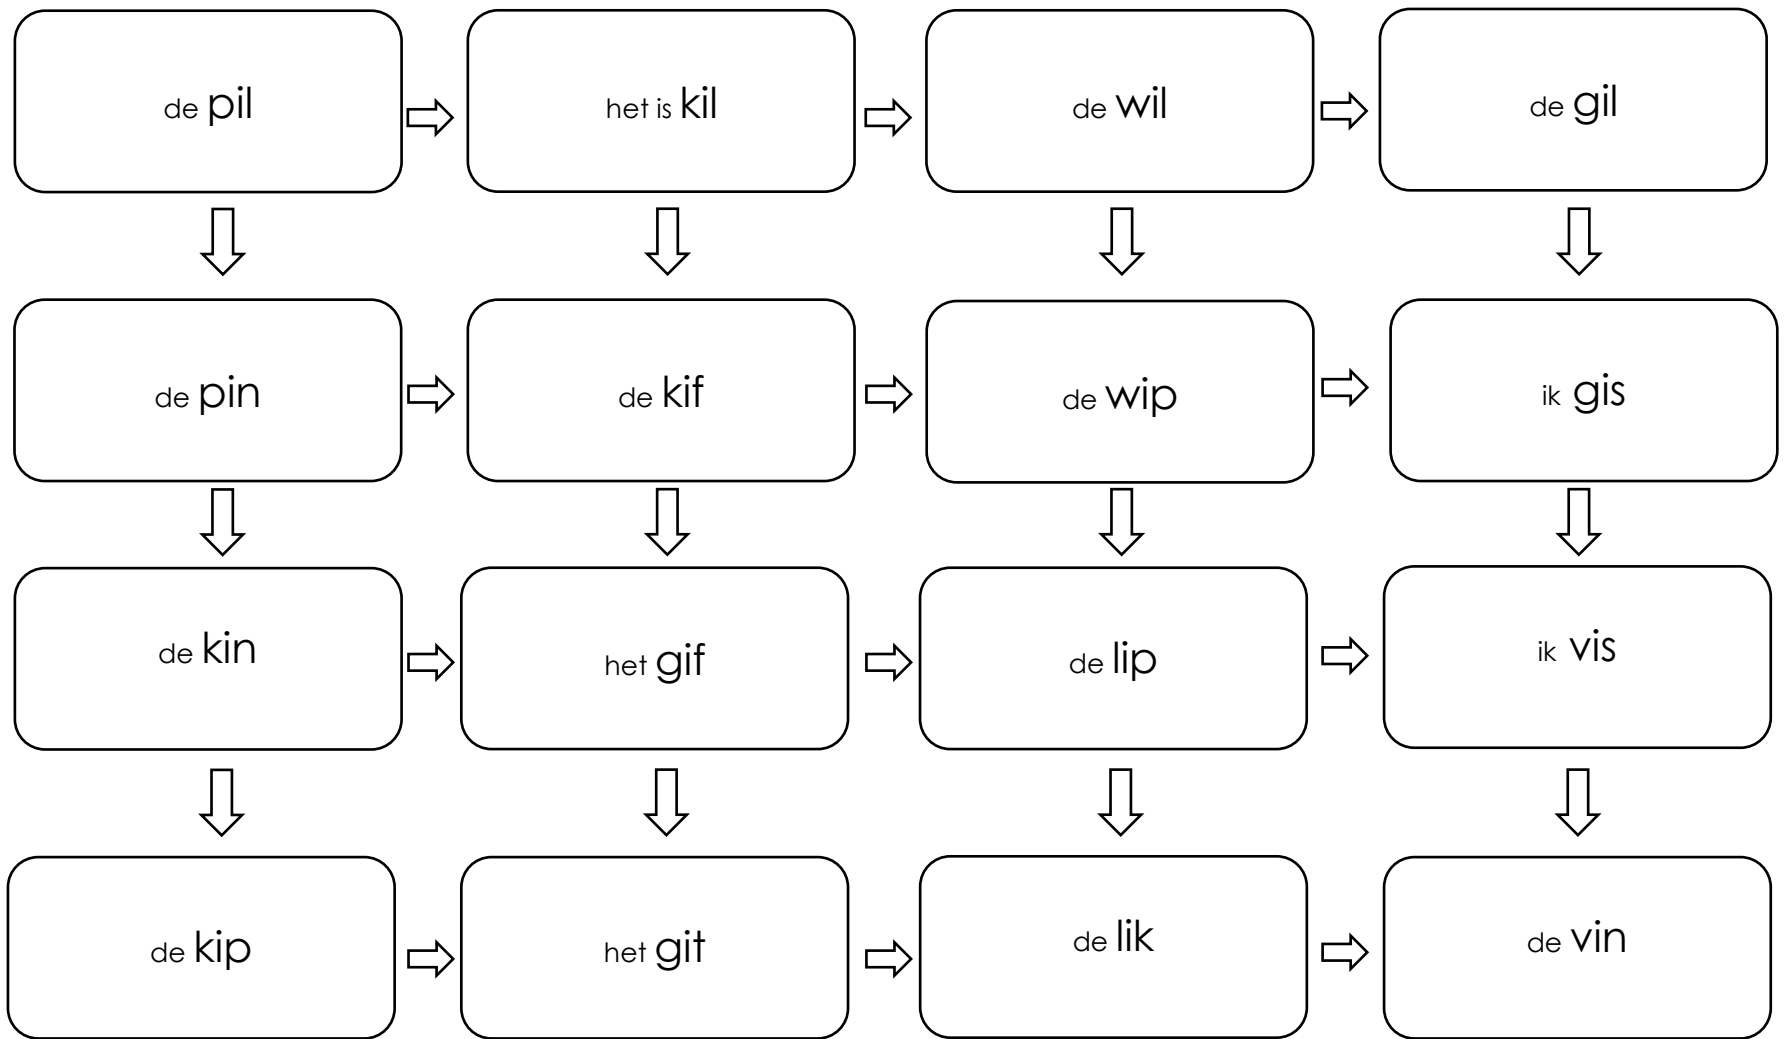 de pil
het is kil
de wil
de gil
de pin
de kif
de wip
ik gis
de kin
het gif
de lip
ik vis
de kip
het git
de lik
de vin